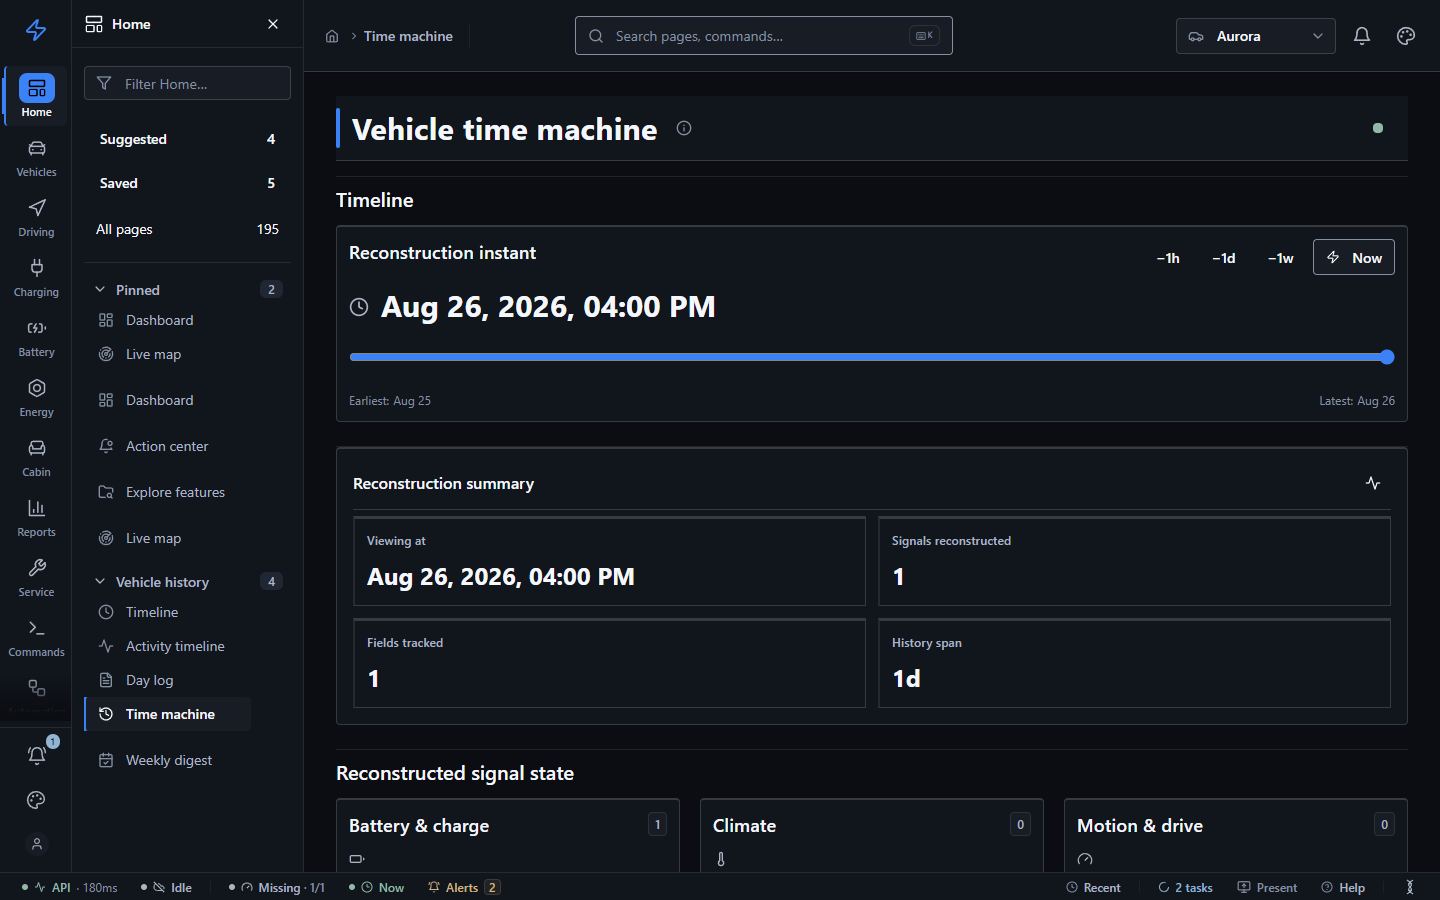 Home
Home
Vehicles
Driving
Charging
Battery
Energy
Cabin
Reports
Service
Commands
1
Filter Home...
Suggested 4
Saved 5
All pages 195
Pinned 2
Dashboard
Live map
Dashboard
Action center
Explore features
Live map
Vehicle history 4
Timeline
Activity timeline
Day log
Time machine
Weekly digest
Time machine
Search pages, commands... K
Aurora
Vehicle time machine
Timeline
Reconstruction instant
−1h −1d −1w Now
Aug 26, 2026, 04:00 PM
Earliest: Aug 25 Latest: Aug 26
Reconstruction summary
Viewing at
Aug 26, 2026, 04:00 PM
Signals reconstructed
1
Fields tracked
1
History span
1d
Reconstructed signal state
Battery & charge 1
Climate 0
Motion & drive 0
API · 180ms Idle Missing · 1/1 Now Alerts 2 Recent 2 tasks Present Help